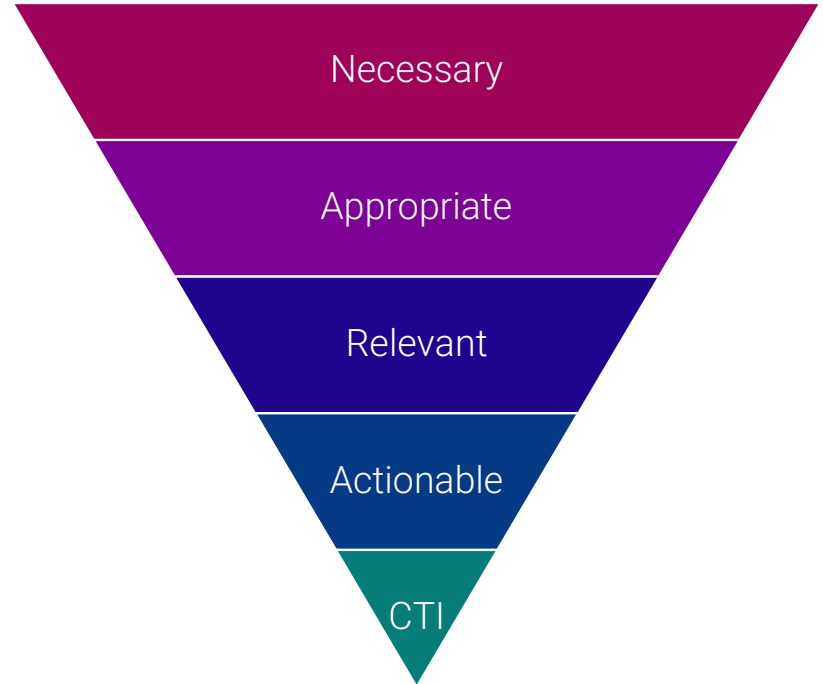 Necessary
Appropriate
Relevant
Actionable
CTI